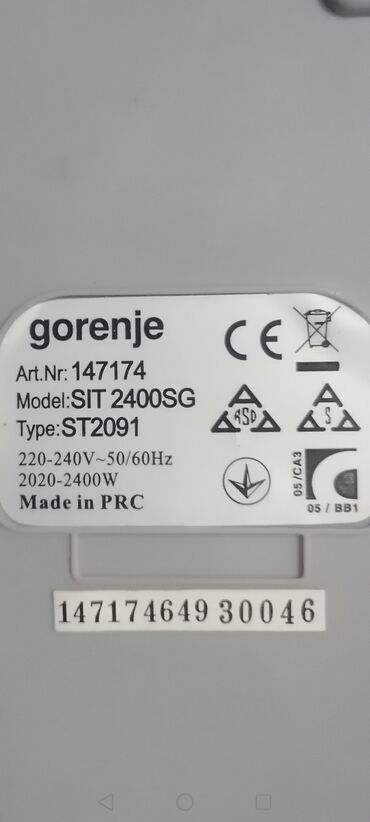 gorenje
CE
Art.Nr: 147174
Model: SIT 2400SG
Type: ST2091
220-240V~50/60Hz
2020-2400W
Made in PRC
RSD
S
05 /CA3
05 / BB1
147174649 30046